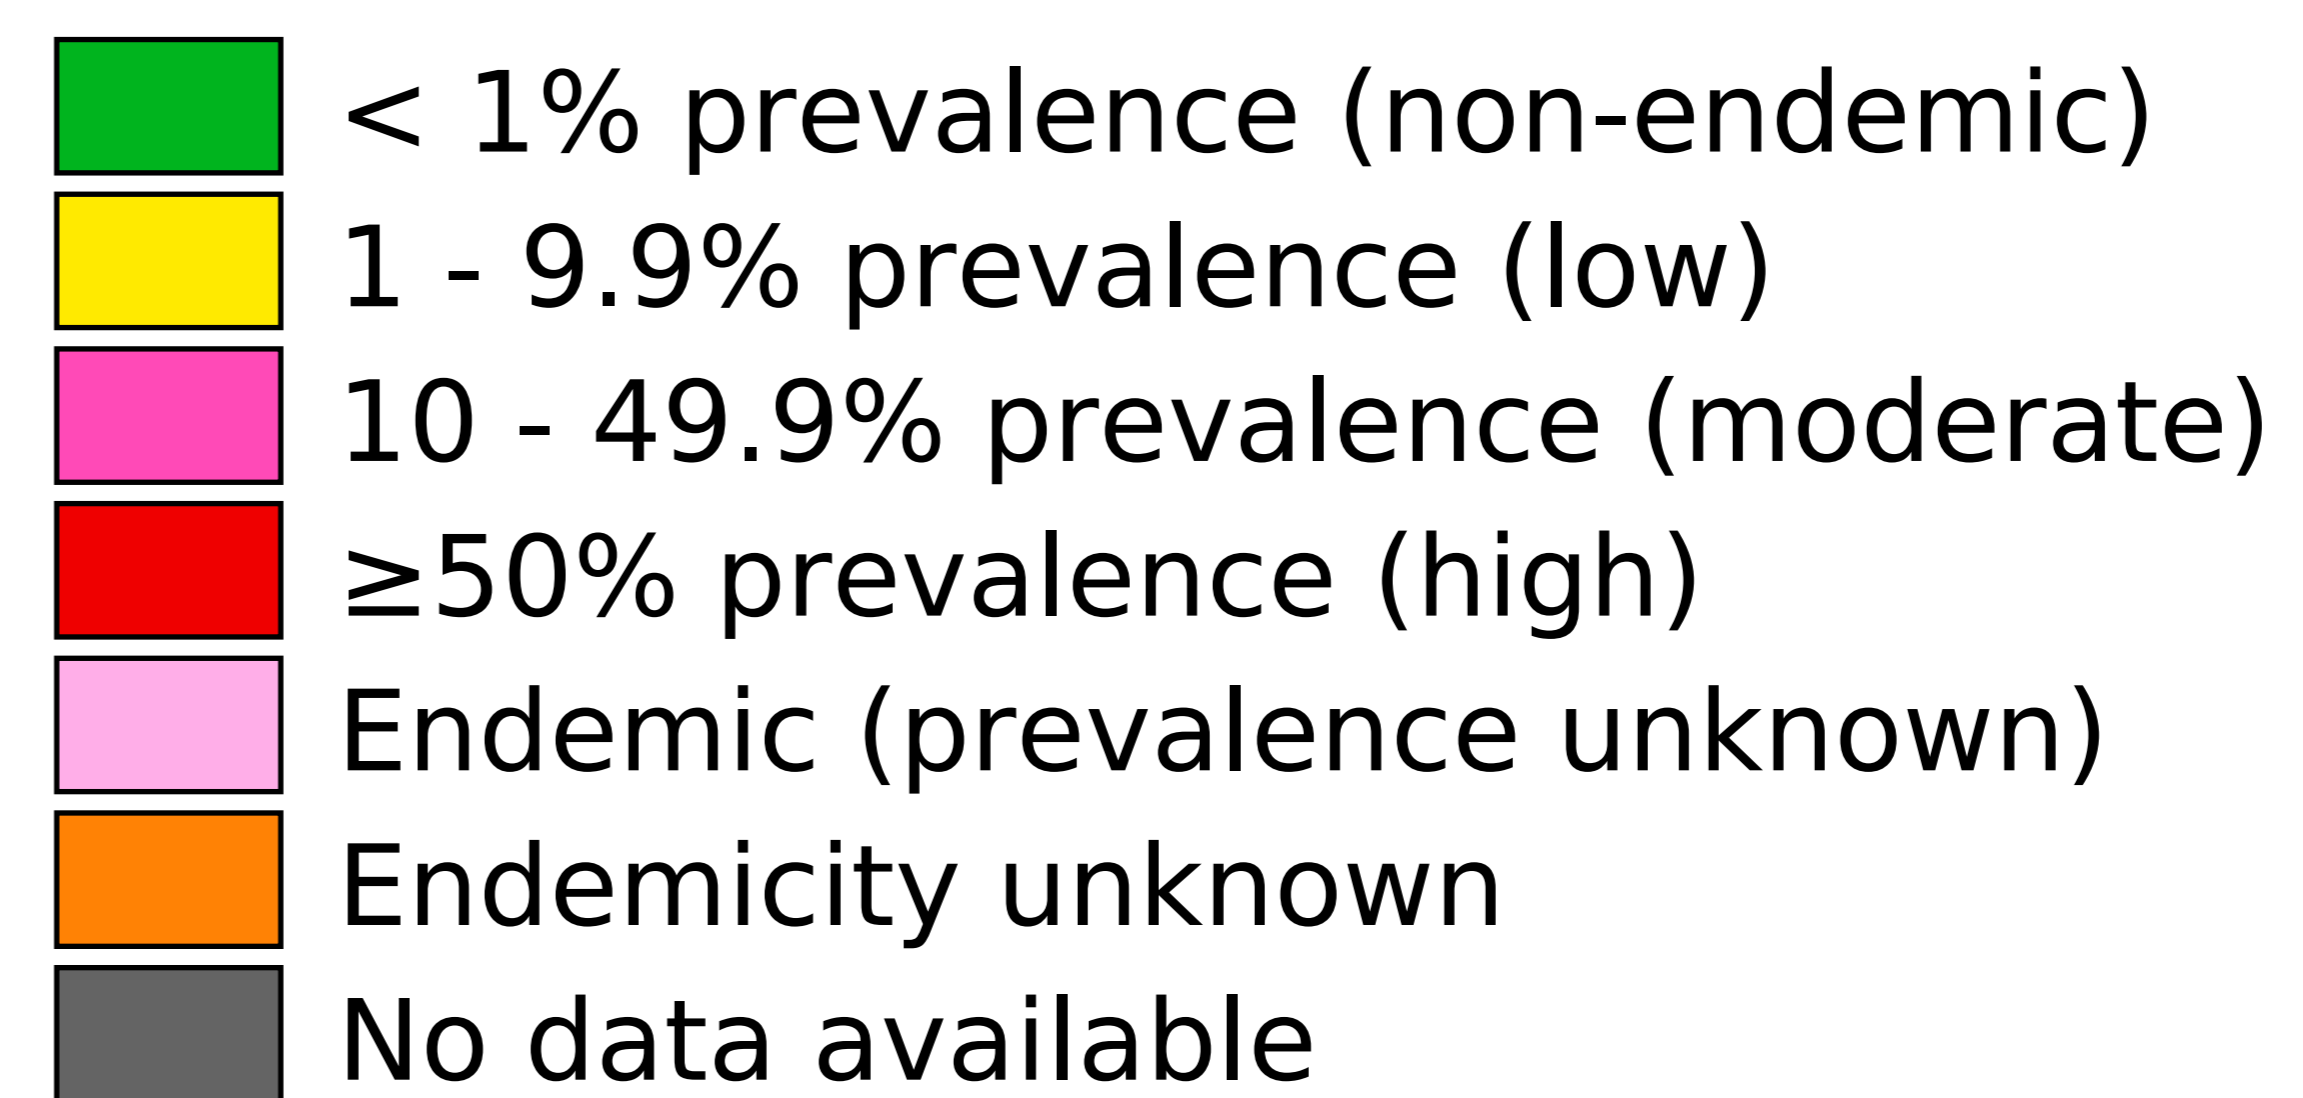 < 1% prevalence (non-endemic)
1 - 9.9% prevalence (low)
10 - 49.9% prevalence (moderate)
≥50% prevalence (high)
Endemic (prevalence unknown)
Endemicity unknown
No data available